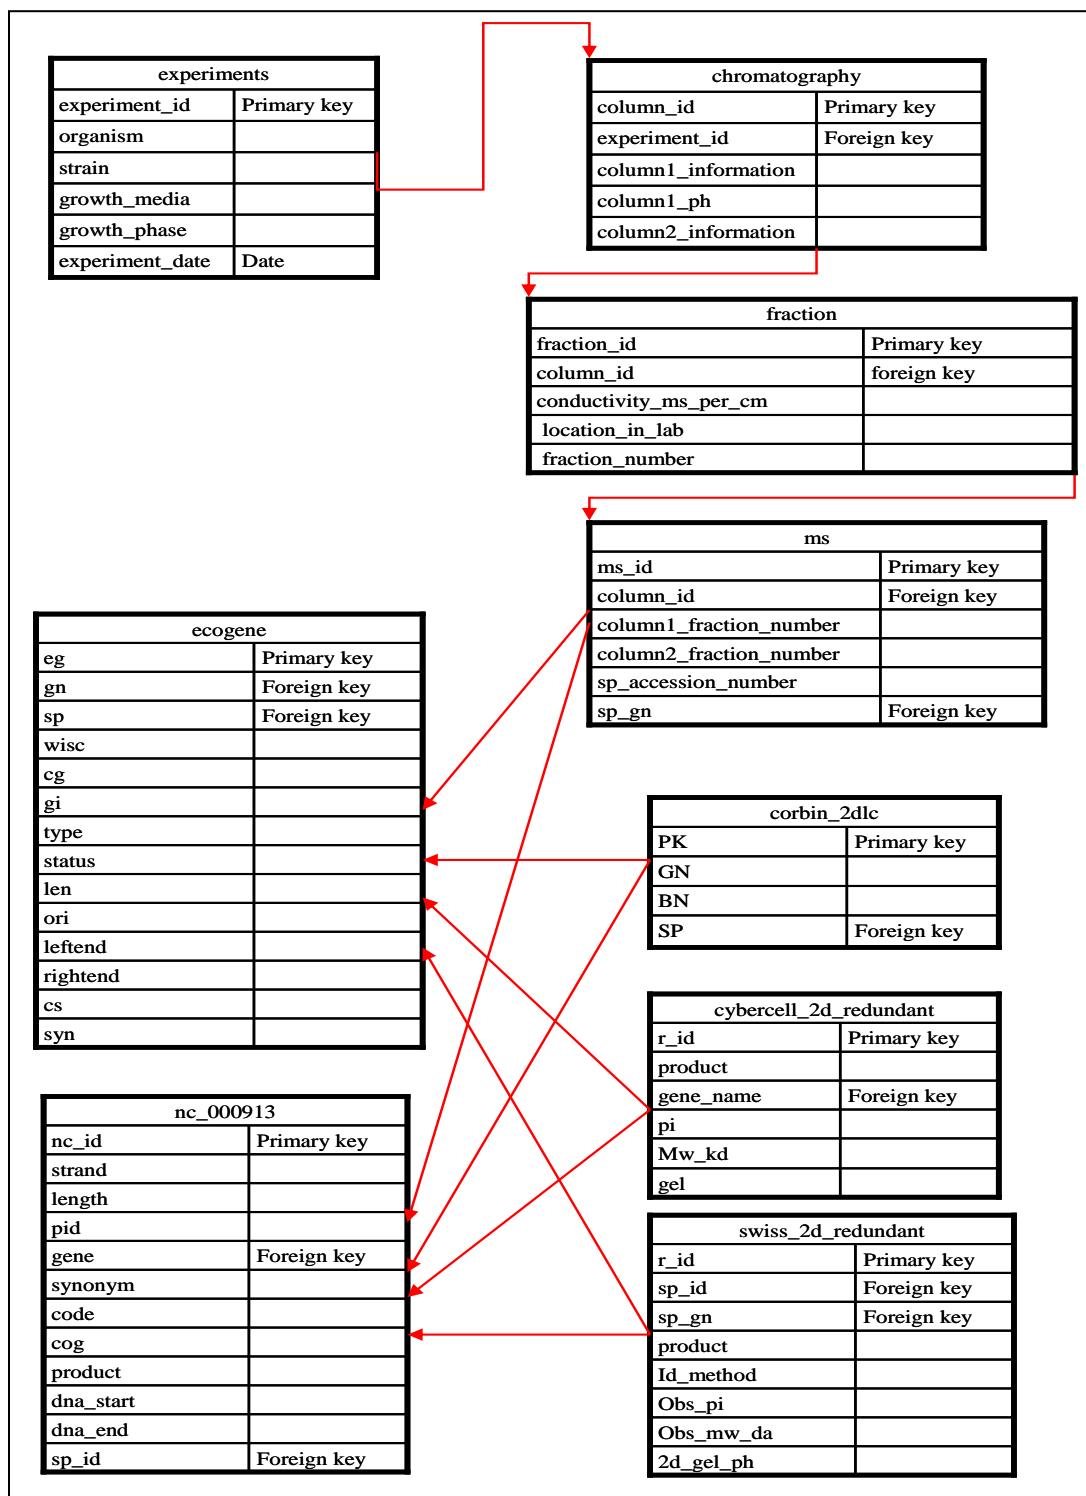 experiments
experiment_id Primary key
organism
strain
growth_media
growth_phase
experiment_date Date
chromatography
column_id Primary key
experiment_id Foreign key
column1_information
column1_ph
column2_information
fraction
fraction_id Primary key
column_id foreign key
conductivity_ms_per_cm
location_in_lab
fraction_number
ms
ms_id Primary key
column_id Foreign key
column1_fraction_number
column2_fraction_number
sp_accession_number
sp_gn Foreign key
ecogene
eg Primary key
gn Foreign key
sp Foreign key
wisc
cg
gi
type
status
len
ori
leftend
rightend
cs
syn
corbin_2dlc
PK Primary key
GN
BN
SP Foreign key
cybercell_2d_redundant
r_id Primary key
product
gene_name Foreign key
pi
Mw_kd
gel
nc_000913
nc_id Primary key
strand
length
pid
gene Foreign key
synonym
code
cog
product
dna_start
dna_end
sp_id Foreign key
swiss_2d_redundant
r_id Primary key
sp_id Foreign key
sp_gn Foreign key
product
Id_method
Obs_pi
Obs_mw_da
2d_gel_ph